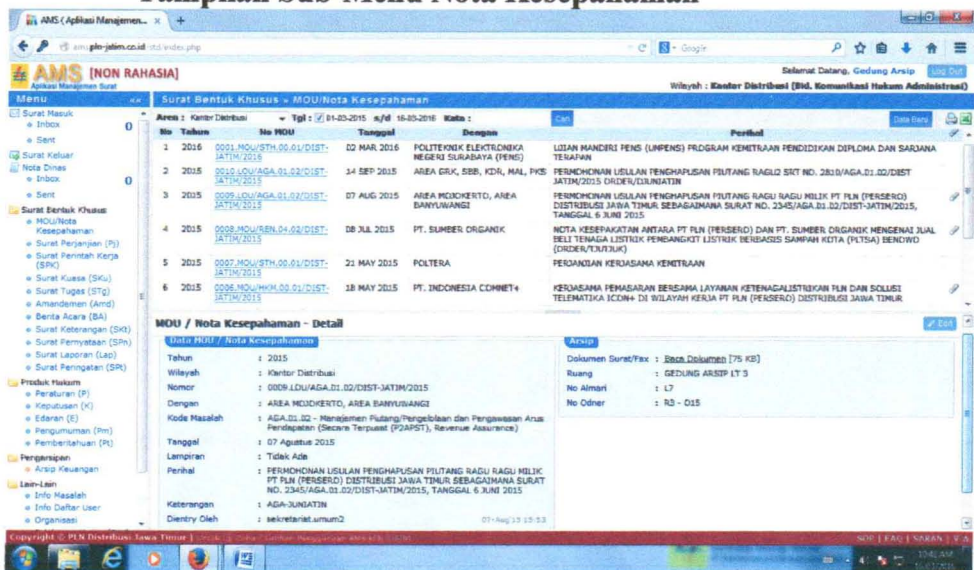 Tampilan Sub Menu Nota Kesepahaman
AMS (Aplikasi Manajemen...
pln-jatim.co.id/std/index.php
Google
AMS [NON RAHASIA]
Aplikasi Manajemen Surat
Selamat Datang, Gedung Arsip Log Out
Wilayah : Kantor Distribusi (Bid. Komunikasi Hukum Administrasi)
Menu
Surat Masuk
Inbox 0
Sent
Surat Keluar
Nota Dinas
Inbox 0
Sent
Surat Bentuk Khusus
MOU/Nota Kesepahaman
Surat Perjanjian (Pj)
Surat Perintah Kerja (SPK)
Surat Kuasa (SKu)
Surat Tugas (STg)
Amandemen (Amd)
Berita Acara (BA)
Surat Keterangan (SKt)
Surat Pernyataan (SPn)
Surat Laporan (Lap)
Surat Peringatan (SPt)
Produk Hukum
Peraturan (P)
Keputusan (K)
Edaran (E)
Pengumuman (Pm)
Pemberitahuan (Pt)
Pengarsipan
Arsip Keuangan
Lain-Lain
Info Masalah
Info Daftar User
Organisasi
Surat Bentuk Khusus » MOU/Nota Kesepahaman
Area : Kantor Distribusi Tgl : 01-03-2015 s/d 16-03-2016 Kata : Cari Data Baru
No Tahun No MOU Tanggal Dengan Perihal
1 2016 0001.MOU/STH.00.01/DIST-JATIM/2016 02 MAR 2016 POLITEKNIK ELEKTRONIKA NEGERI SURABAYA (PENS) UJIAN MANDIRI PENS (UMPENS) PROGRAM KEMITRAAN PENDIDIKAN DIPLOMA DAN SARJANA TERAPAN
2 2015 0010.LOU/AGA.01.02/DIST-JATIM/2015 14 SEP 2015 AREA GRK, SBB, KDR, MAL, PKS PERMOHONAN USULAN PENGHAPUSAN PIUTANG RAGU2 SRT NO. 2810/AGA.01.02/DIST JATIM/2015 ORDER/DJUNIATIN
3 2015 0009.LOU/AGA.01.02/DIST-JATIM/2015 07 AUG 2015 AREA MOJOKERTO, AREA BANYUWANGI PERMOHONAN USULAN PENGHAPUSAN PIUTANG RAGU RAGU MILIK PT PLN (PERSERO) DISTRIBUSI JAWA TIMUR SEBAGAIMANA SURAT NO. 2345/AGA.01.02/DIST-JATIM/2015, TANGGAL 6 JUNI 2015
4 2015 0008.MOU/REN.04.02/DIST-JATIM/2015 08 JUL 2015 PT. SUMBER ORGANIK NOTA KESEPAKATAN ANTARA PT PLN (PERSERO) DAN PT. SUMBER ORGANIK MENGENAI JUAL BELI TENAGA LISTRIK PEMBANGKIT LISTRIK BERBASIS SAMPAH KOTA (PLTSA) BENOWO (ORDER/TJUTJUK)
5 2015 0007.MOU/STH.00.01/DIST-JATIM/2015 21 MAY 2015 POLTERA PERJANJIAN KERJASAMA KEMITRAAN
6 2015 0006.MOU/HKM.00.01/DIST-JATIM/2015 18 MAY 2015 PT. INDONESIA COMNET+ KERJASAMA PEMASARAN BERSAMA LAYANAN KETENAGALISTRIKAN PLN DAN SOLUSI TELEMATIKA ICON+ DI WILAYAH KERJA PT PLN (PERSERO) DISTRIBUSI JAWA TIMUR
MOU / Nota Kesepahaman - Detail Edit
Data MOU / Nota Kesepahaman
Tahun : 2015
Wilayah : Kantor Distribusi
Nomor : 0009.LOU/AGA.01.02/DIST-JATIM/2015
Dengan : AREA MOJOKERTO, AREA BANYUWANGI
Kode Masalah : AGA.01.02 - Manajemen Piutang/Pengelolaan dan Pengawasan Arus Pendapatan (Secara Terpusat (P2APST), Revenue Assurance)
Tanggal : 07 Agustus 2015
Lampiran : Tidak Ada
Perihal : PERMOHONAN USULAN PENGHAPUSAN PIUTANG RAGU RAGU MILIK PT PLN (PERSERO) DISTRIBUSI JAWA TIMUR SEBAGAIMANA SURAT NO. 2345/AGA.01.02/DIST-JATIM/2015, TANGGAL 6 JUNI 2015
Keterangan : AGA-JUNIATIN
Dientry Oleh : sekretariat.umum2 07-Aug'15 15:53
Arsip
Dokumen Surat/Fax : Baca Dokumen [75 KB]
Ruang : GEDUNG ARSIP LT 3
No Almari : L7
No Odner : R3 - D15
Copyright © PLN Distribusi Jawa Timur
SOP | FAQ | SARAN
10:41 AM